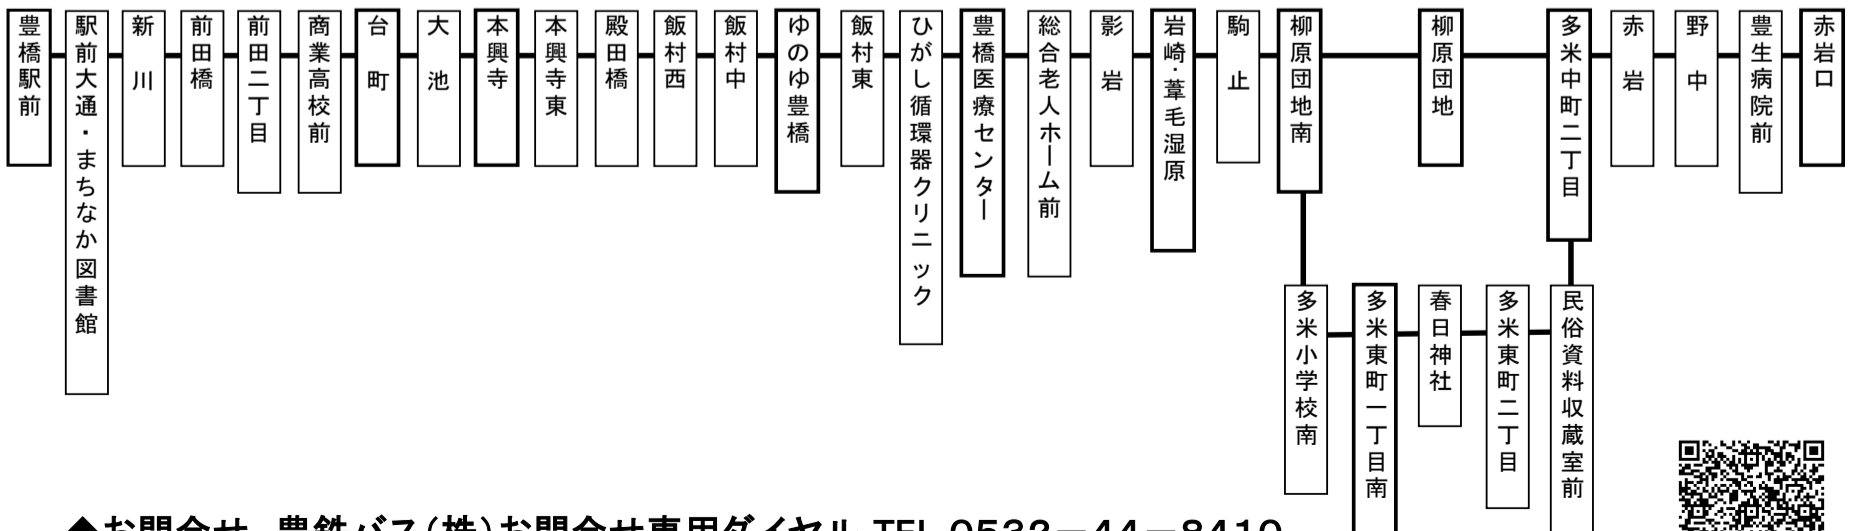 豊橋駅前
駅前大通・まちなか図書館
新川
前田橋
前田二丁目
商業高校前
台町
大池
本興寺
本興寺東
殿田橋
飯村西
飯村中
ゆのゆ豊橋
飯村東
ひがし循環器クリニック
豊橋医療センター
総合老人ホーム前
影岩
岩崎・葦毛湿原
駒止
柳原団地南
柳原団地
多米中町二丁目
赤岩
野中
豊生病院前
赤岩口
多米小学校南
多米東町一丁目南
春日神社
多米東町二丁目
民俗資料収蔵室前
◆お問合せ 豊鉄バス(株)お問合せ専用ダイヤル TEL 0532-44-8410